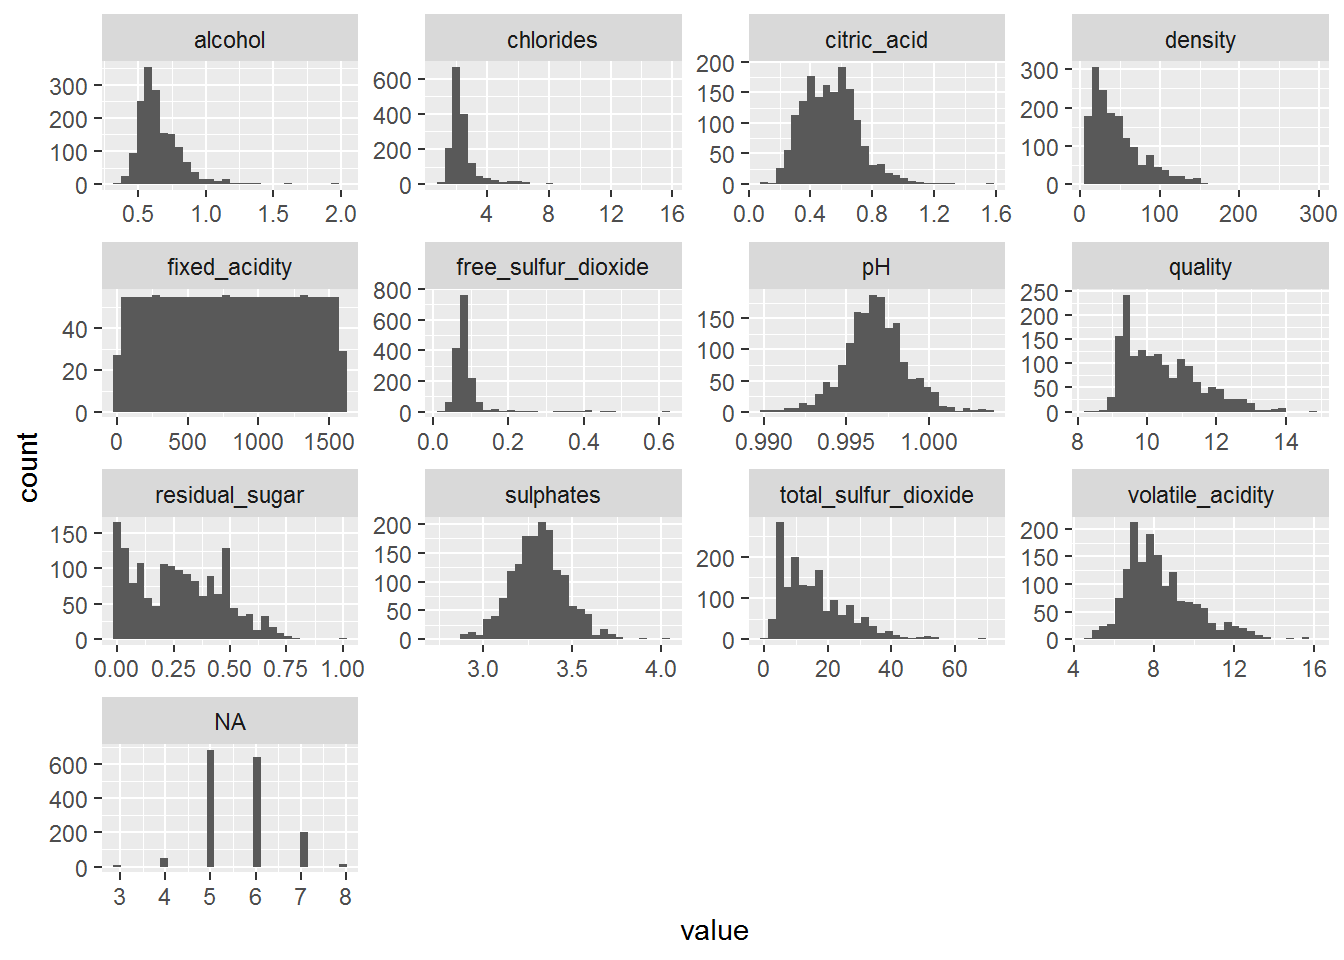 alcohol
chlorides
citric_acid
density
300
200
100
0
0.5 1.0 1.5 2.0
600
400
200
0
4 8 12 16
200
150
100
50
0
0.0 0.4 0.8 1.2 1.6
300
200
100
0
0 100 200 300
fixed_acidity
free_sulfur_dioxide
pH
quality
40
20
0
0 500 1000 1500
800
600
400
200
0
0.0 0.2 0.4 0.6
150
100
50
0
0.990 0.995 1.000
250
200
150
100
50
0
8 10 12 14
residual_sugar
sulphates
total_sulfur_dioxide
volatile_acidity
150
100
50
0
0.00 0.25 0.50 0.75 1.00
200
150
100
50
0
3.0 3.5 4.0
200
100
0
0 20 40 60
200
150
100
50
0
4 8 12 16
NA
600
400
200
0
3 4 5 6 7 8
count
value